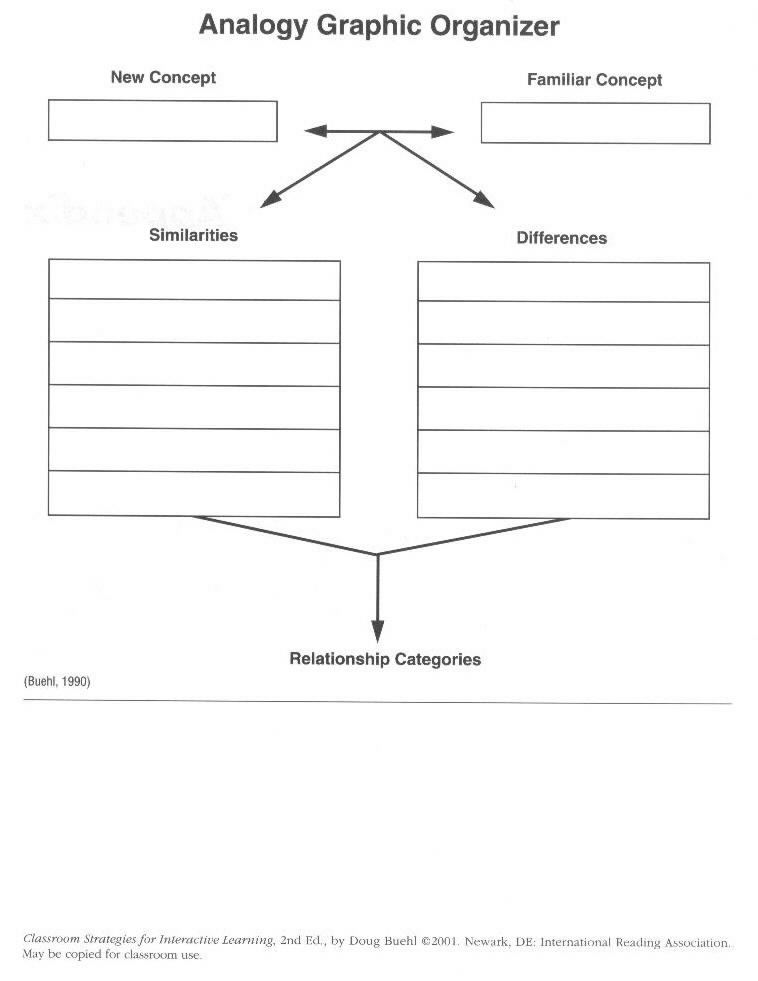 Analogy Graphic Organizer
New Concept
Familiar Concept
Similarities
Differences
Relationship Categories
(Buehl, 1990)
Classroom Strategies for Interactive Learning, 2nd Ed., by Doug Buehl ©2001. Newark, DE: International Reading Association.
May be copied for classroom use.